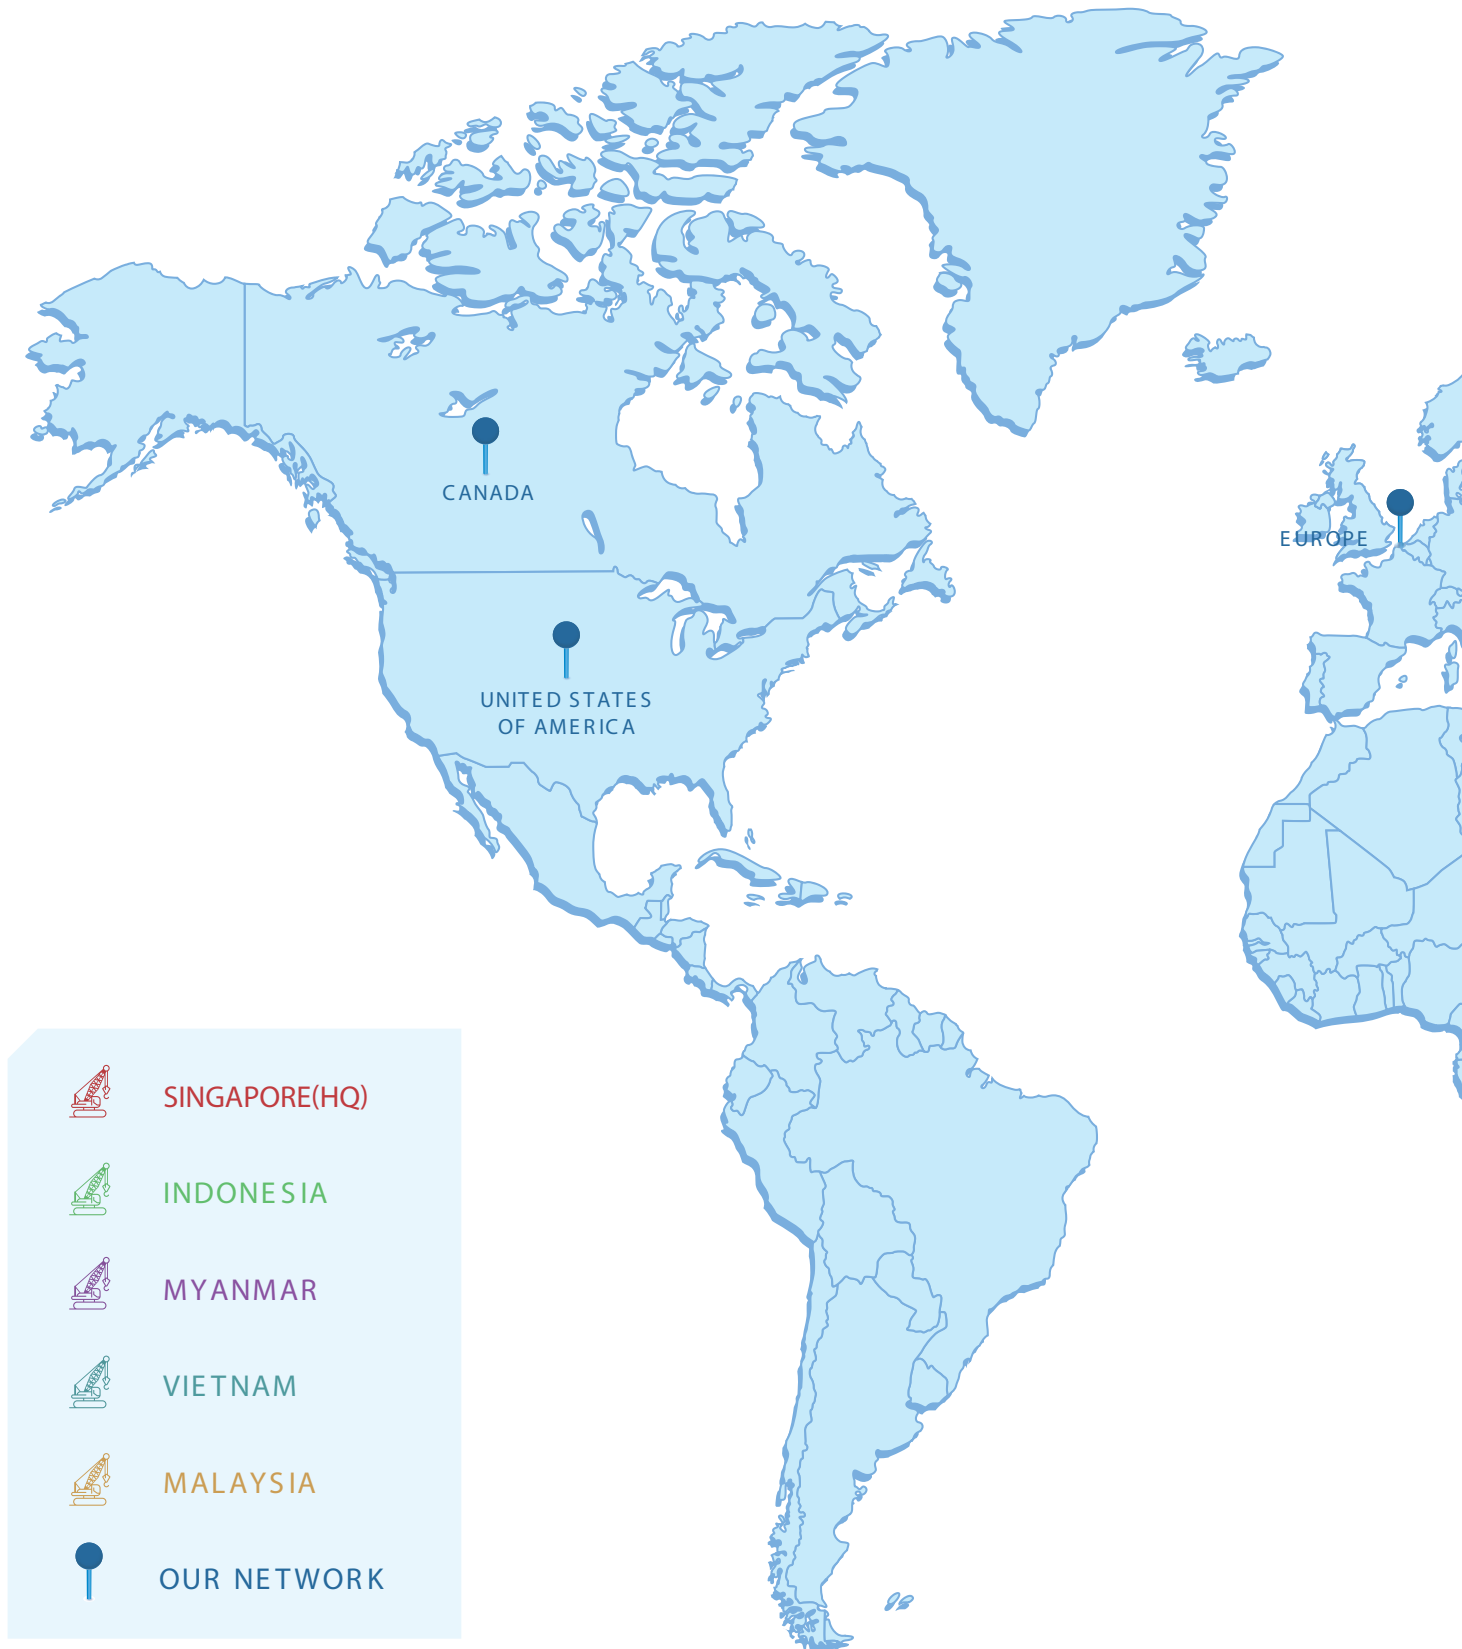 CANADA
EUROPE
UNITED STATES
OF AMERICA
SINGAPORE(HQ)
INDONESIA
MYANMAR
VIETNAM
MALAYSIA
OUR NETWORK